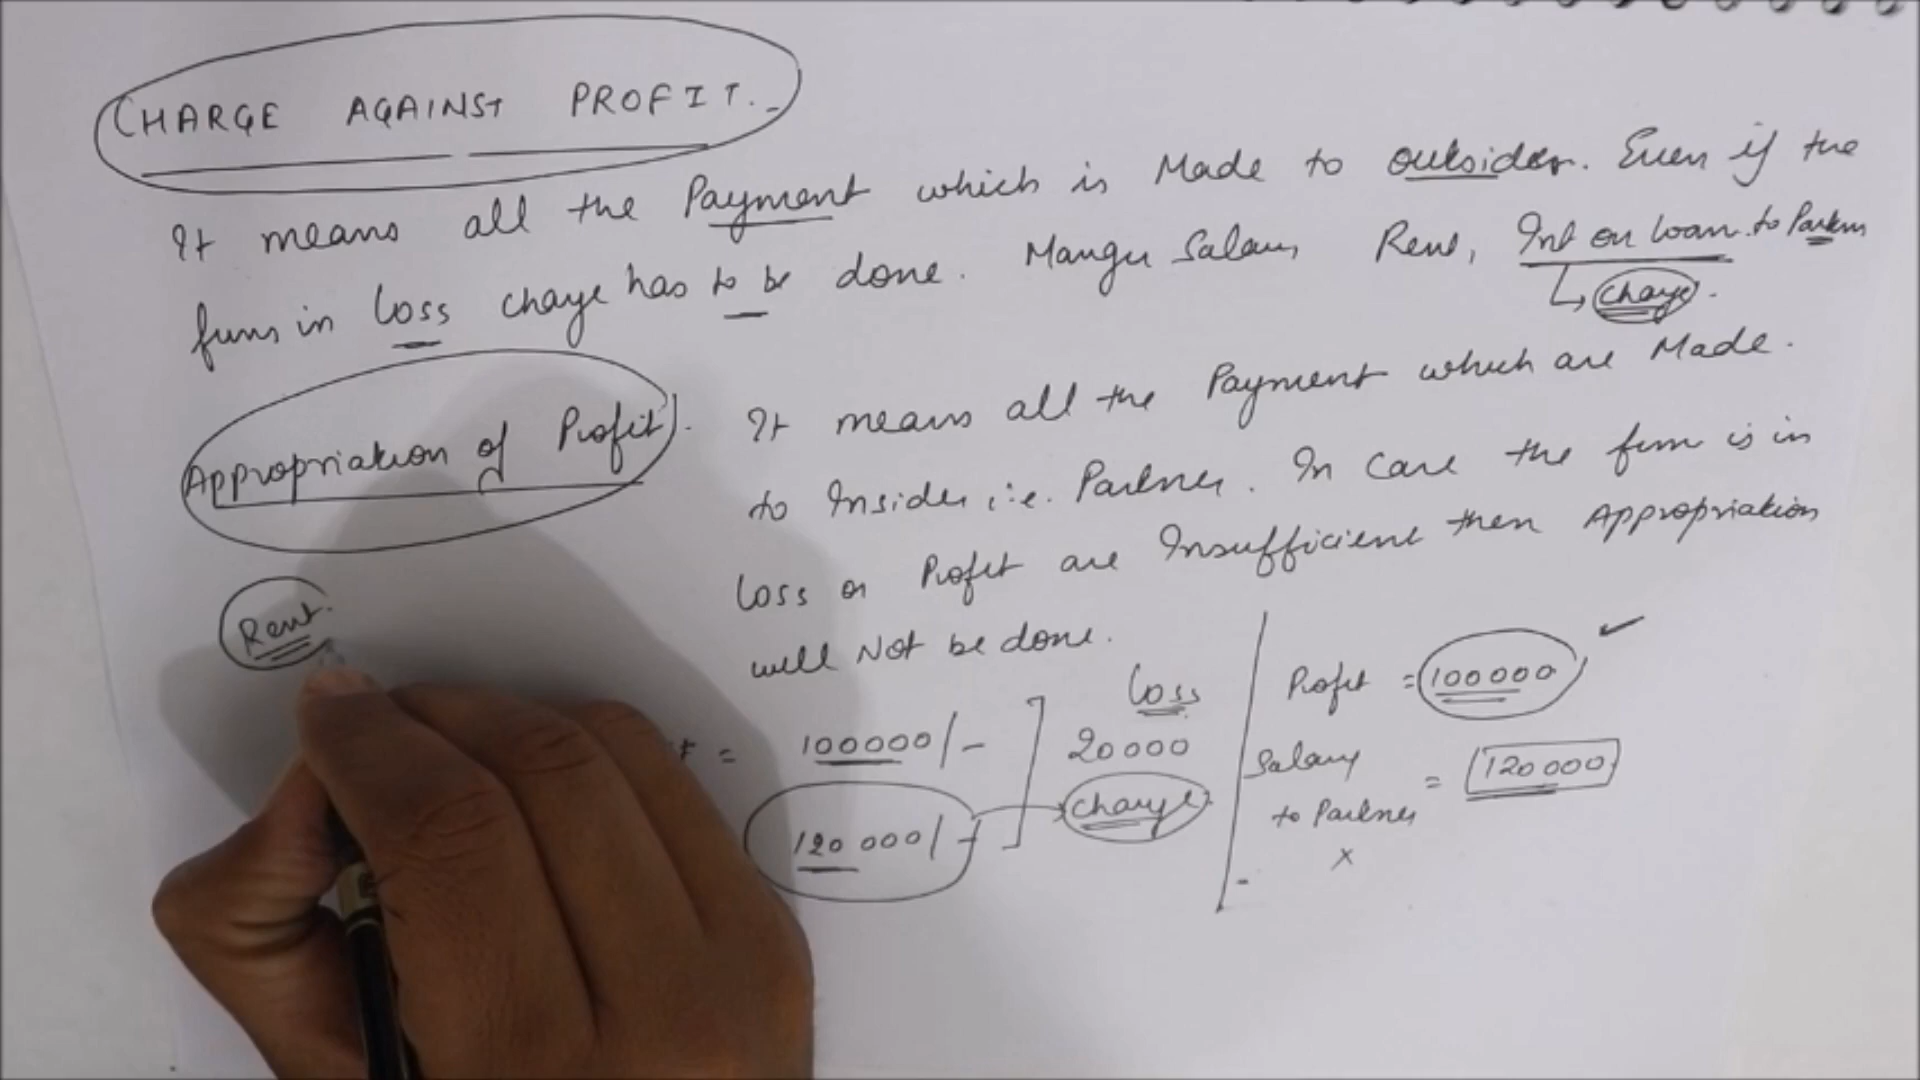 CHARGE AGAINST PROFIT.
It means all the Payment which is Made to outsider. Even if the
firm in loss charge has to be done. Manger Salary Rent, Int on loan to Partner
↳ charge.
Appropriation of Profit). It means all the Payment which are Made.
to Insider i.e. Partner. In Case the firm is in
loss or Profit are Insufficient then Appropriation
will Not be done.
Rent.
= 100000/- ] loss 20000
120000/- charge
Profit = 100000 ✓
Salary to Partner = 120000
x